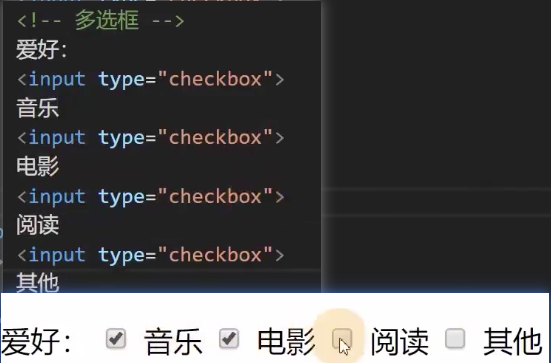 <!-- 多选框 -->
爱好：
<input type="checkbox">
音乐
<input type="checkbox">
电影
<input type="checkbox">
阅读
<input type="checkbox">
其他
爱好： 音乐 电影 阅读 其他